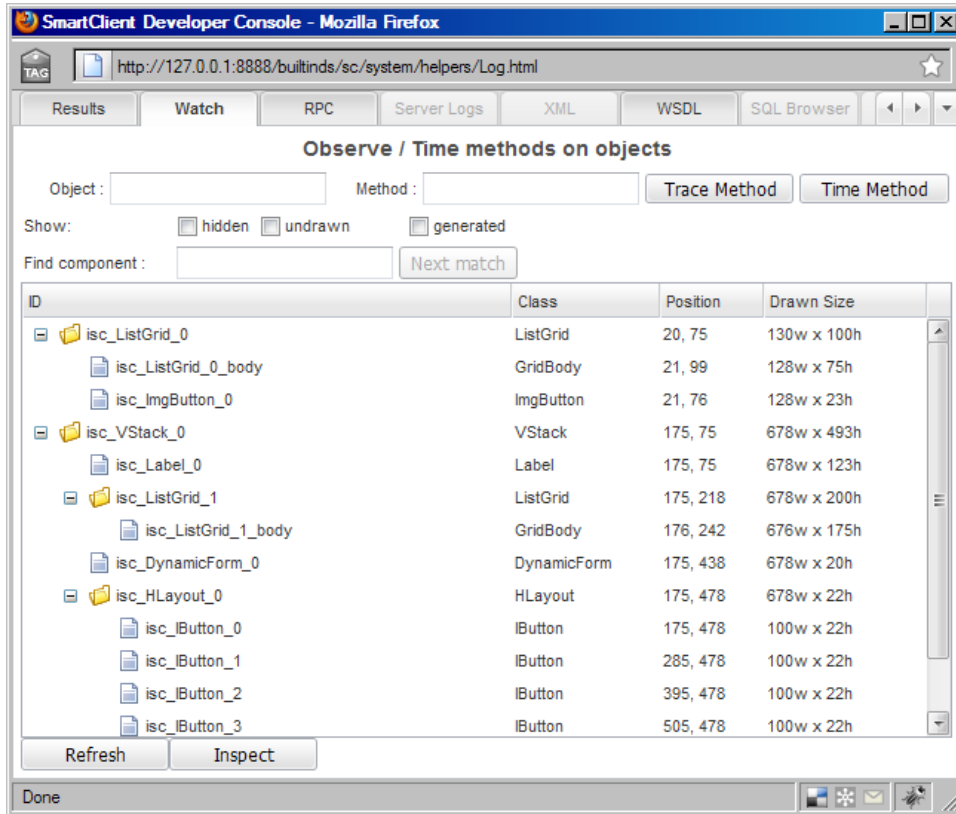 SmartClient Developer Console - Mozilla Firefox
TAG http://127.0.0.1:8888/builtinds/sc/system/helpers/Log.html
Results Watch RPC Server Logs XML WSDL SQL Browser
Observe / Time methods on objects
Object : Method : Trace Method Time Method
Show: hidden undrawn generated
Find component : Next match
ID Class Position Drawn Size
isc_ListGrid_0 ListGrid 20, 75 130w x 100h
isc_ListGrid_0_body GridBody 21, 99 128w x 75h
isc_ImgButton_0 ImgButton 21, 76 128w x 23h
isc_VStack_0 VStack 175, 75 678w x 493h
isc_Label_0 Label 175, 75 678w x 123h
isc_ListGrid_1 ListGrid 175, 218 678w x 200h
isc_ListGrid_1_body GridBody 176, 242 676w x 175h
isc_DynamicForm_0 DynamicForm 175, 438 678w x 20h
isc_HLayout_0 HLayout 175, 478 678w x 22h
isc_IButton_0 IButton 175, 478 100w x 22h
isc_IButton_1 IButton 285, 478 100w x 22h
isc_IButton_2 IButton 395, 478 100w x 22h
isc_IButton_3 IButton 505, 478 100w x 22h
Refresh Inspect
Done